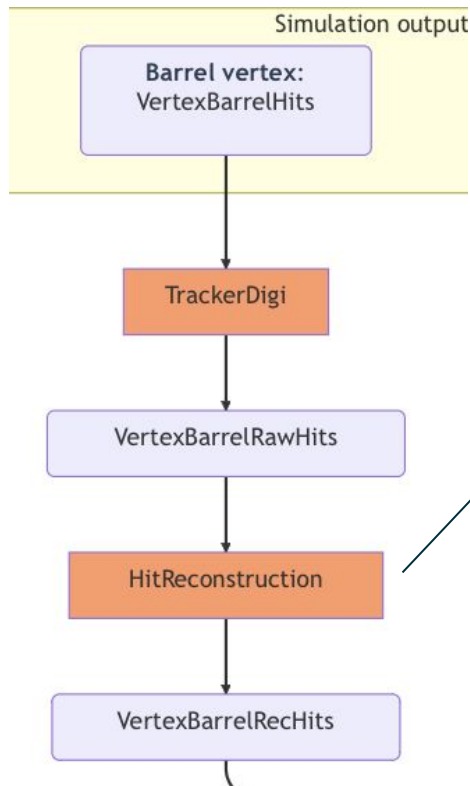 Simulation output
Barrel vertex:
VertexBarrelHits
TrackerDigi
VertexBarrelRawHits
HitReconstruction
VertexBarrelRecHits